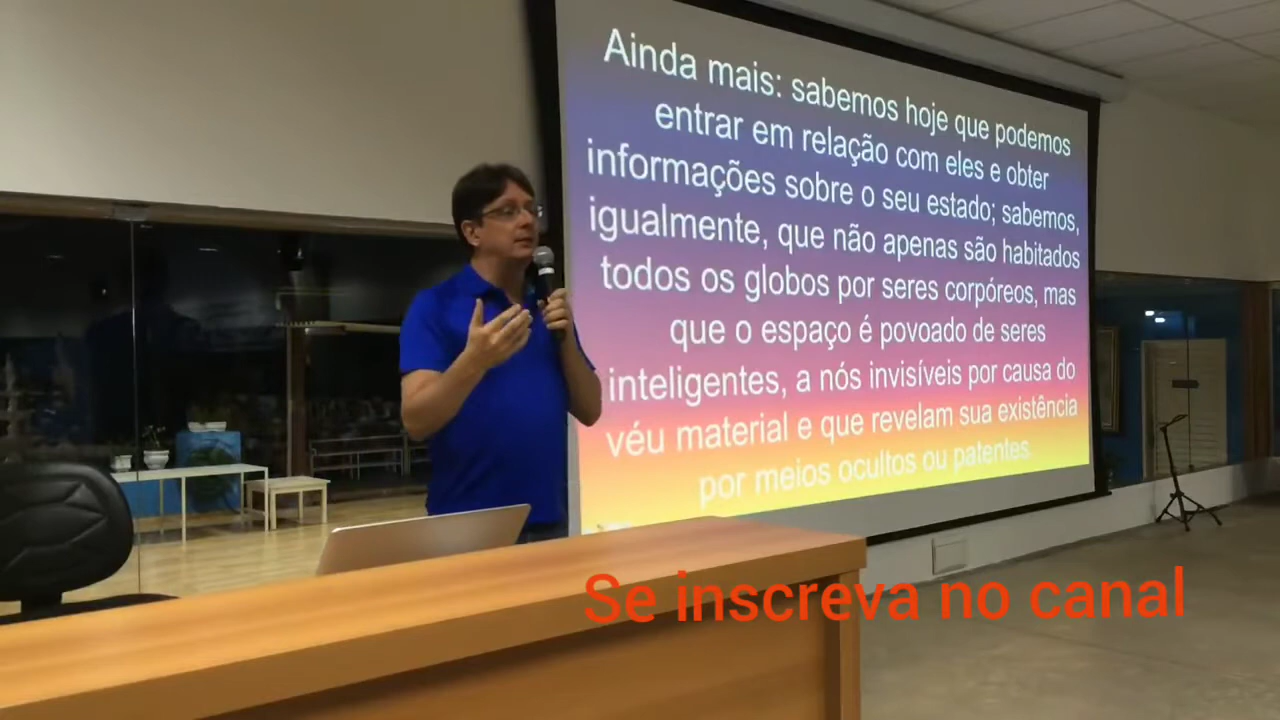 Ainda mais: sabemos hoje que podemos
entrar em relação com eles e obter
informações sobre o seu estado; sabemos,
igualmente, que não apenas são habitados
todos os globos por seres corpóreos, mas
que o espaço é povoado de seres
inteligentes, a nós invisíveis por causa do
véu material e que revelam sua existência
por meios ocultos ou patentes.
Se inscreva no canal